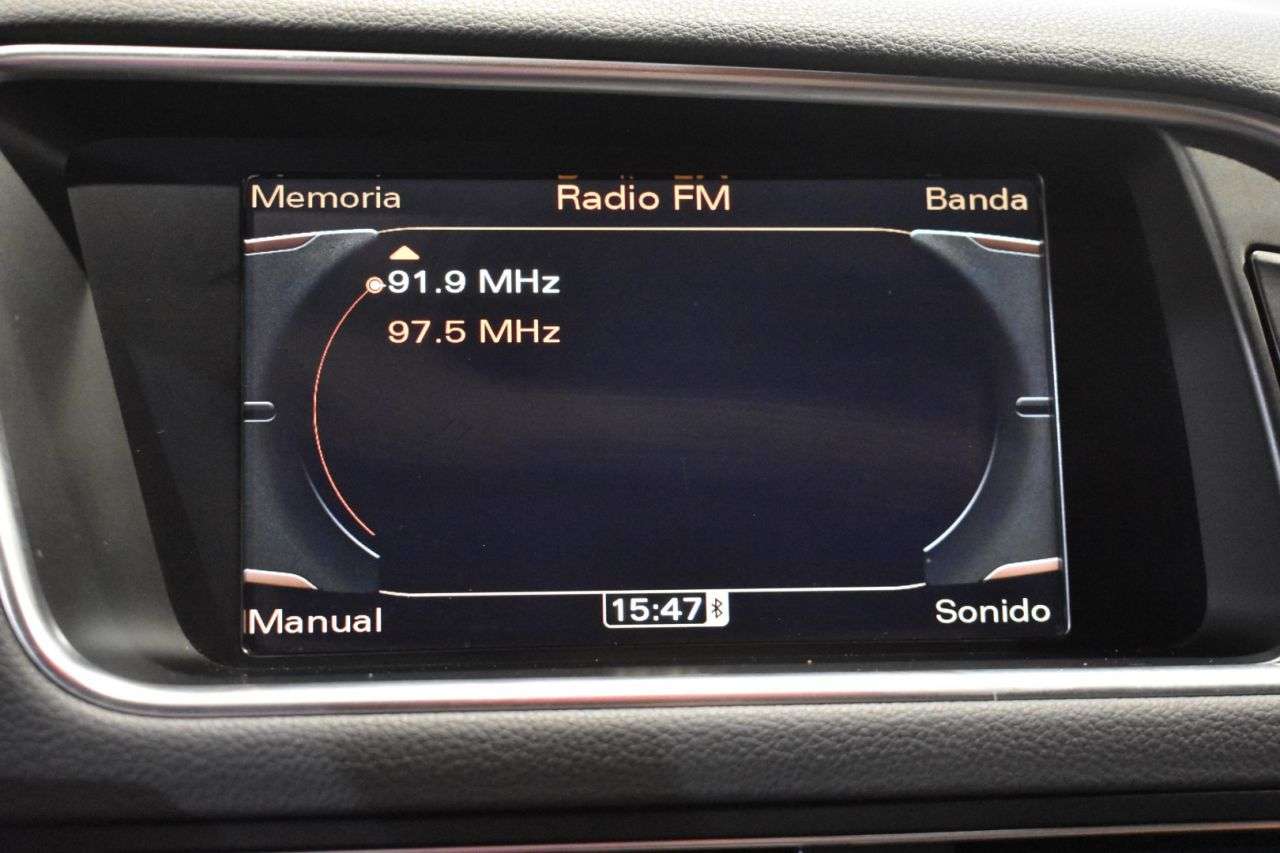 Memoria Radio FM Banda
91.9 MHz
97.5 MHz
Manual 15:47 Sonido